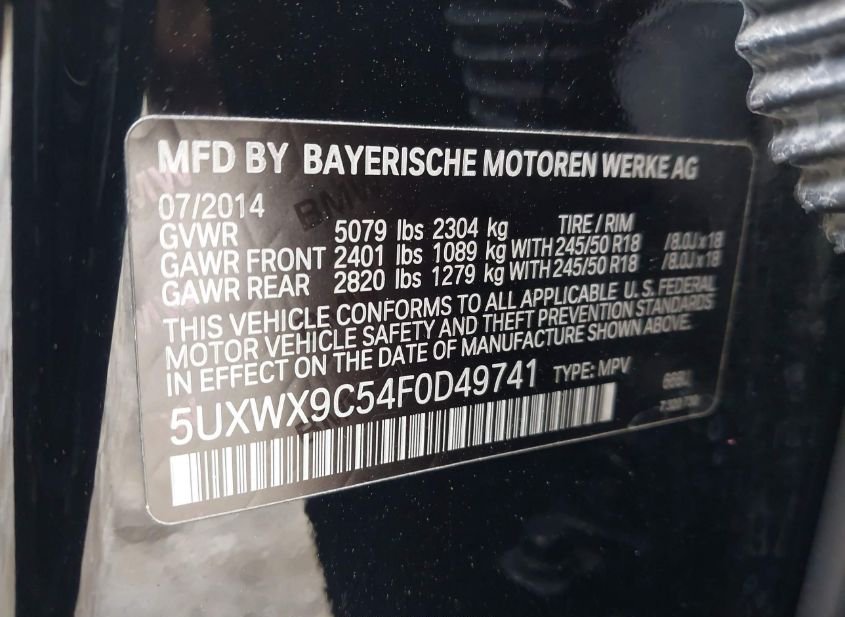 MFD BY BAYERISCHE MOTOREN WERKE AG
07/2014
GVWR 5079 lbs 2304 kg TIRE / RIM
GAWR FRONT 2401 lbs 1089 kg WITH 245/50 R18 /8.0J x 18
GAWR REAR 2820 lbs 1279 kg WITH 245/50 R18 /8.0J x 18
THIS VEHICLE CONFORMS TO ALL APPLICABLE U.S. FEDERAL
MOTOR VEHICLE SAFETY AND THEFT PREVENTION STANDARDS
IN EFFECT ON THE DATE OF MANUFACTURE SHOWN ABOVE.
5UXWX9C54F0D49741 TYPE: MPV
BMW